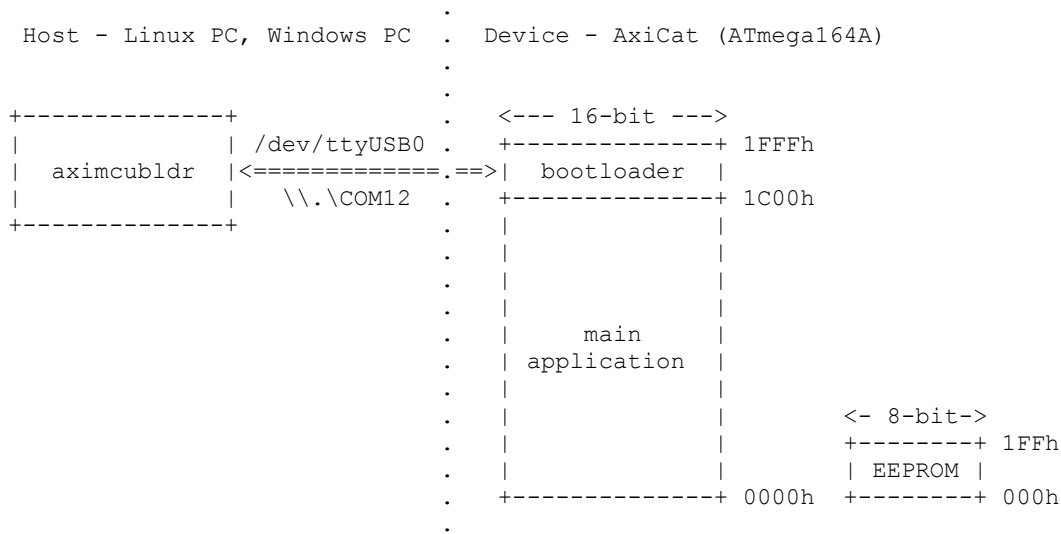 Host - Linux PC, Windows PC . Device - AxiCat (ATmega164A)
<--- 16-bit --->
/dev/ttyUSB0
1FFFh
aximcubldr
<=============.==>
bootloader
\\.\COM12
1C00h
main
application
<- 8-bit->
1FFh
EEPROM
0000h
000h